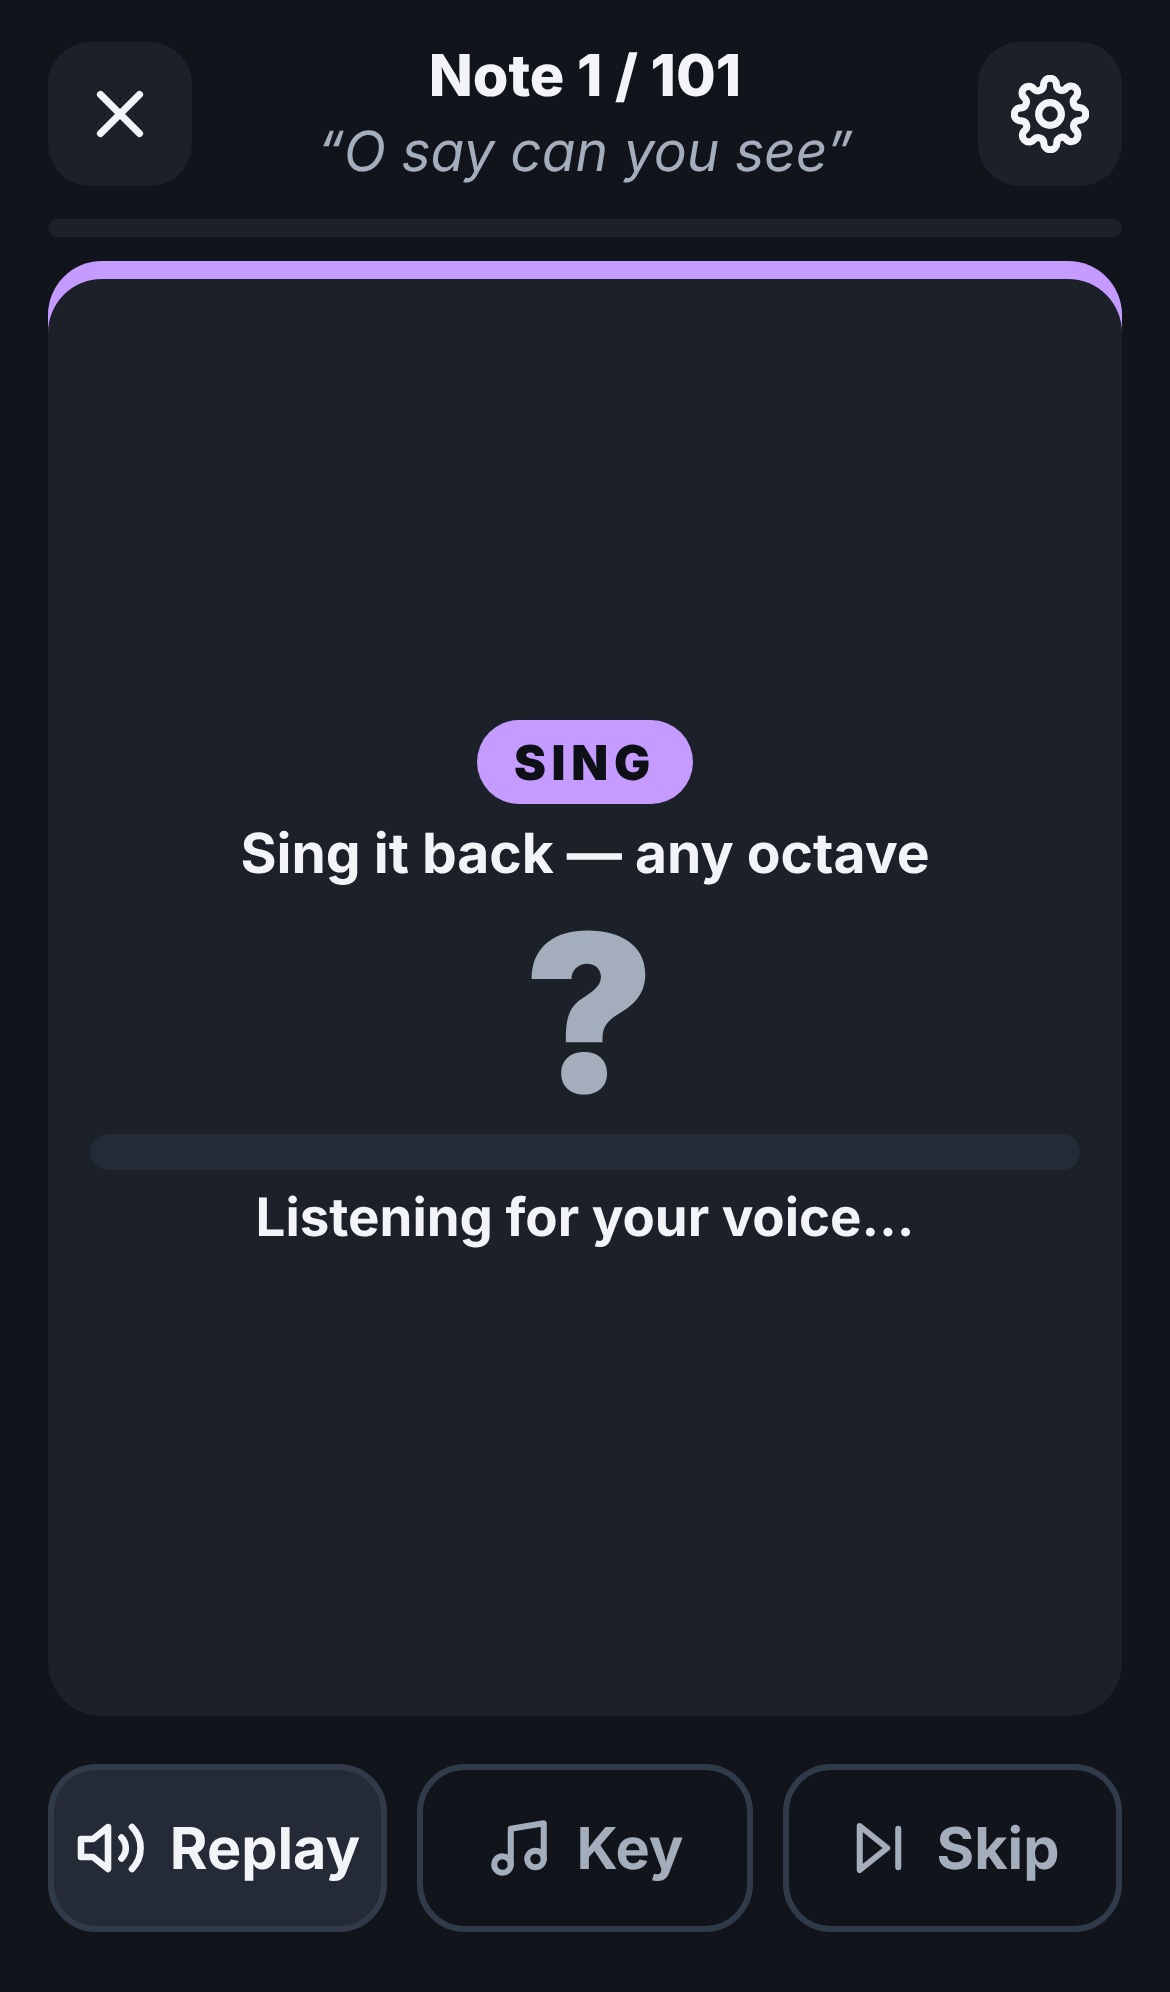 Note 1 / 101
“O say can you see”
SING
Sing it back — any octave
?
Listening for your voice...
Replay
Key
Skip